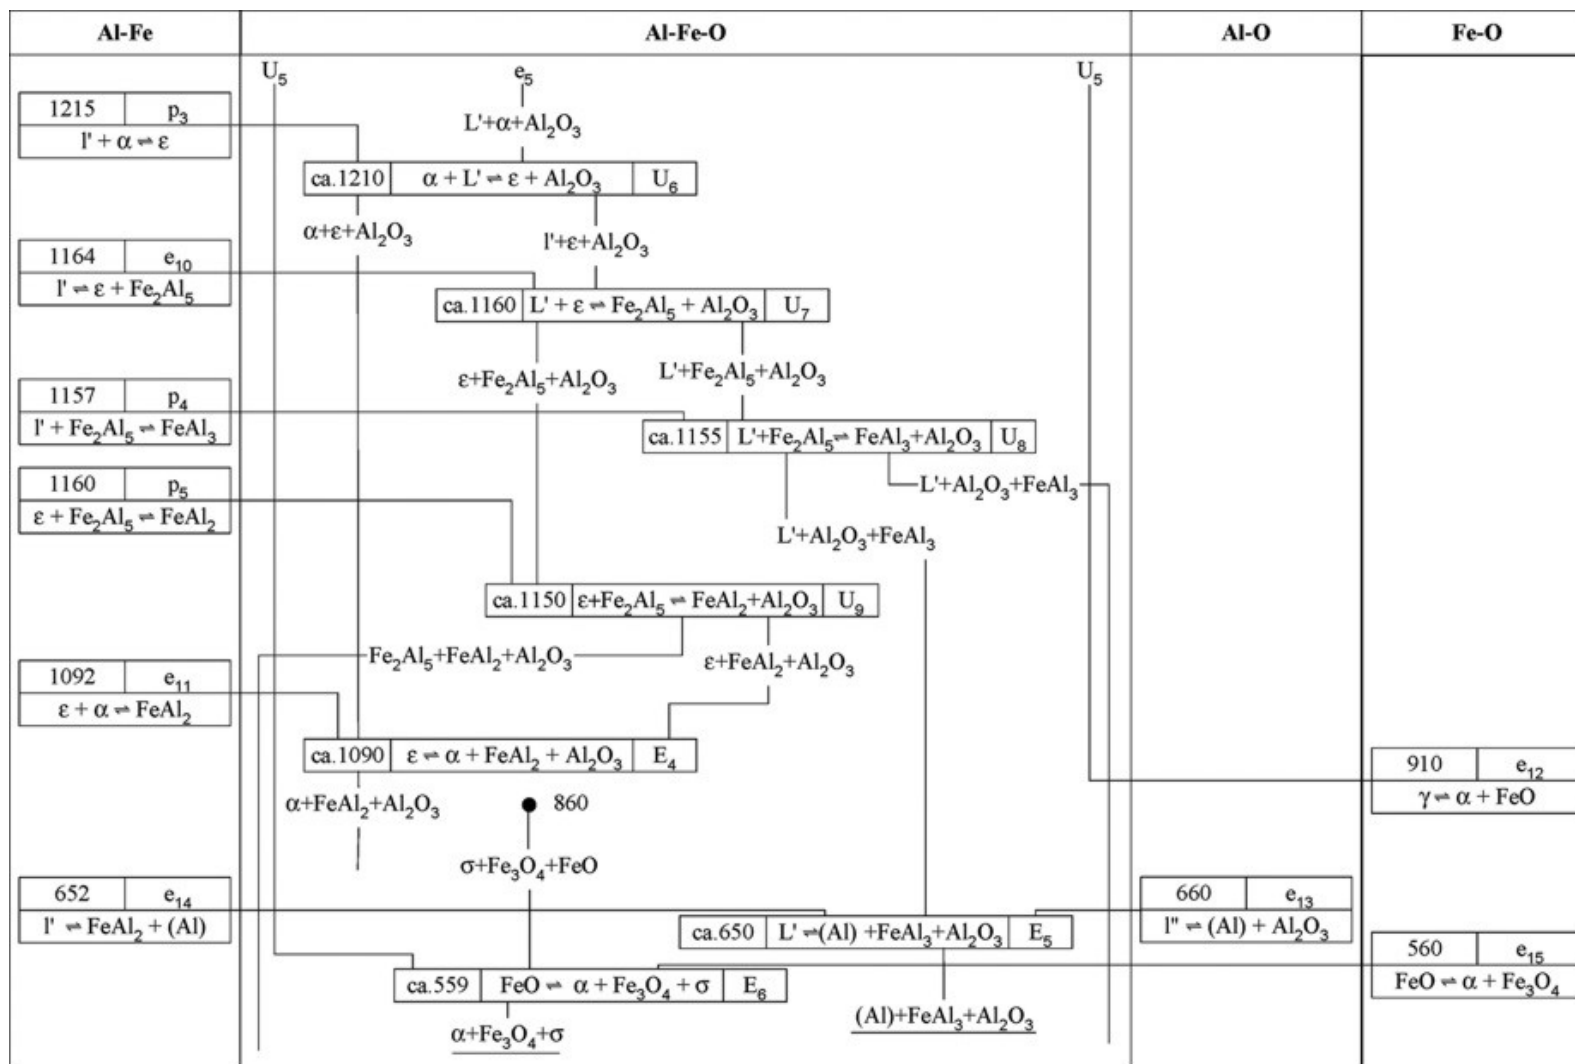 Al-Fe Al-Fe-O Al-O Fe-O
U₅ e₅ U₅
1215 p₃
l' + α ⇌ ε
L'+α+Al₂O₃
ca.1210 α + L' ⇌ ε + Al₂O₃ U₆
α+ε+Al₂O₃ l'+ε+Al₂O₃
1164 e₁₀
l' ⇌ ε + Fe₂Al₅
ca.1160 L' + ε ⇌ Fe₂Al₅ + Al₂O₃ U₇
ε+Fe₂Al₅+Al₂O₃ L'+Fe₂Al₅+Al₂O₃
1157 p₄
l' + Fe₂Al₅ ⇌ FeAl₃
ca.1155 L'+Fe₂Al₅⇌ FeAl₃+Al₂O₃ U₈
1160 p₅
ε + Fe₂Al₅ ⇌ FeAl₂
L'+Al₂O₃+FeAl₃
L'+Al₂O₃+FeAl₃
ca.1150 ε+Fe₂Al₅ ⇌ FeAl₂+Al₂O₃ U₉
Fe₂Al₅+FeAl₂+Al₂O₃ ε+FeAl₂+Al₂O₃
1092 e₁₁
ε + α ⇌ FeAl₂
ca.1090 ε ⇌ α + FeAl₂ + Al₂O₃ E₄
910 e₁₂
γ ⇌ α + FeO
α+FeAl₂+Al₂O₃ 860
σ+Fe₃O₄+FeO
652 e₁₄
l' ⇌ FeAl₂ + (Al)
660 e₁₃
l'' ⇌ (Al) + Al₂O₃
ca.650 L' ⇌(Al) +FeAl₃+Al₂O₃ E₅
560 e₁₅
FeO ⇌ α + Fe₃O₄
ca.559 FeO ⇌ α + Fe₃O₄ + σ E₆
α+Fe₃O₄+σ (Al)+FeAl₃+Al₂O₃